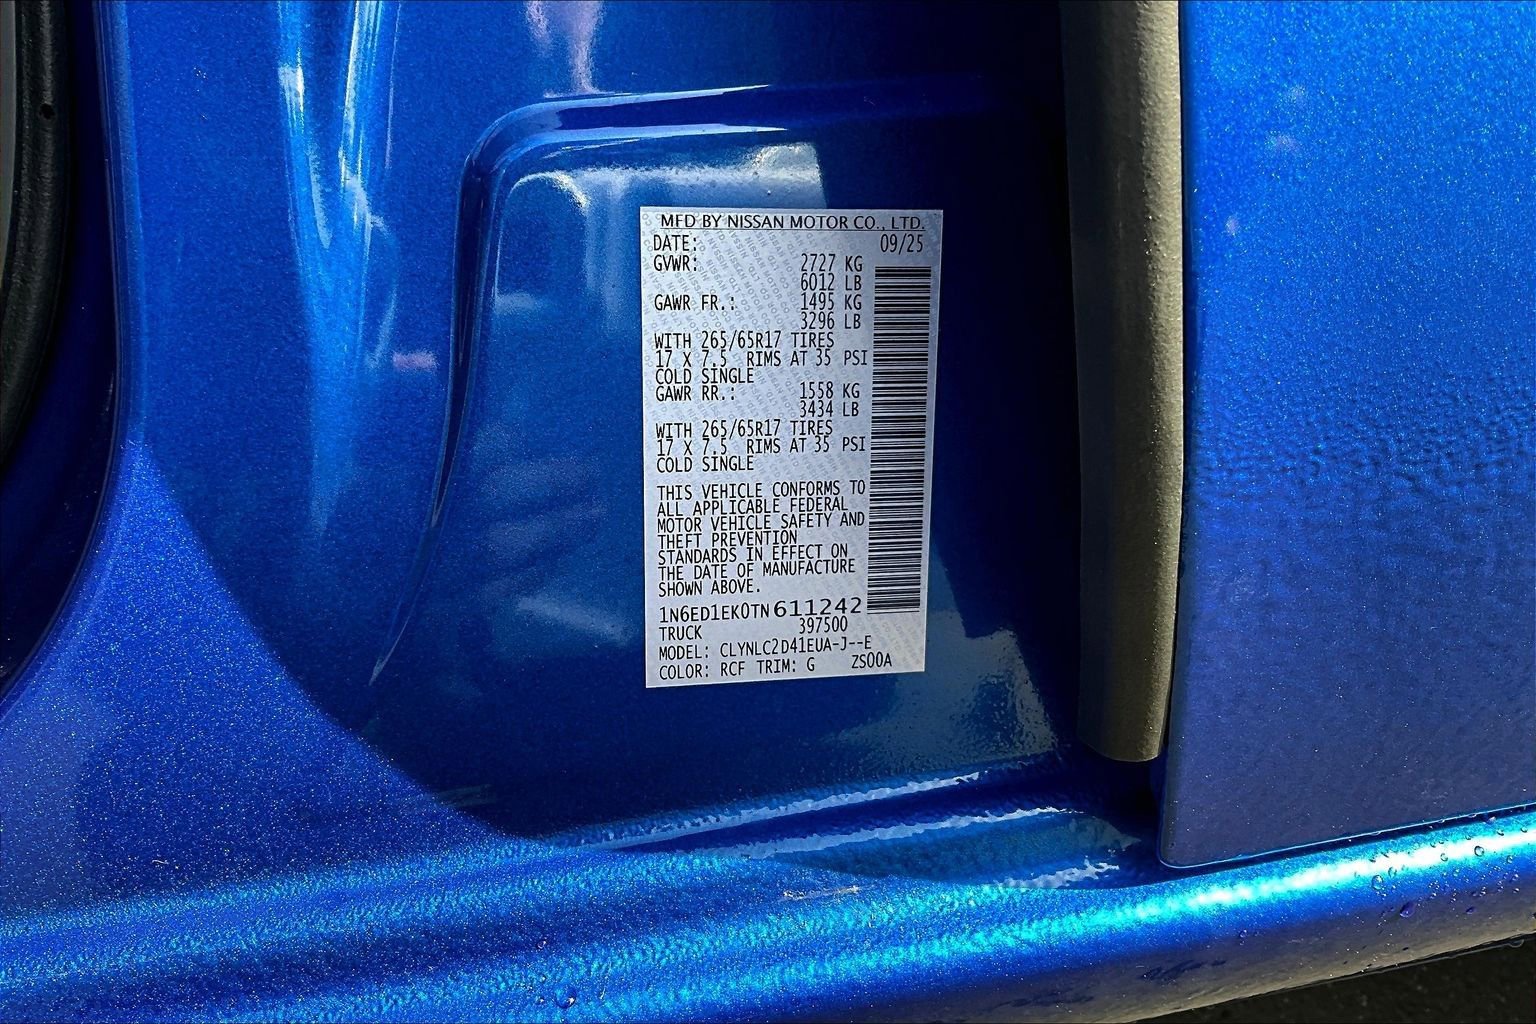 MFD BY NISSAN MOTOR CO., LTD.
DATE: 09/25
GVWR: 2727 KG
6012 LB
GAWR FR.: 1495 KG
3296 LB
WITH 265/65R17 TIRES
17 X 7.5 RIMS AT 35 PSI
COLD SINGLE
GAWR RR.: 1558 KG
3434 LB
WITH 265/65R17 TIRES
17 X 7.5 RIMS AT 35 PSI
COLD SINGLE
THIS VEHICLE CONFORMS TO
ALL APPLICABLE FEDERAL
MOTOR VEHICLE SAFETY AND
THEFT PREVENTION
STANDARDS IN EFFECT ON
THE DATE OF MANUFACTURE
SHOWN ABOVE.
1N6ED1EK0TN611242
TRUCK 397500
MODEL: CLYNLC2D41EUA-J--E
COLOR: RCF TRIM: G ZS00A